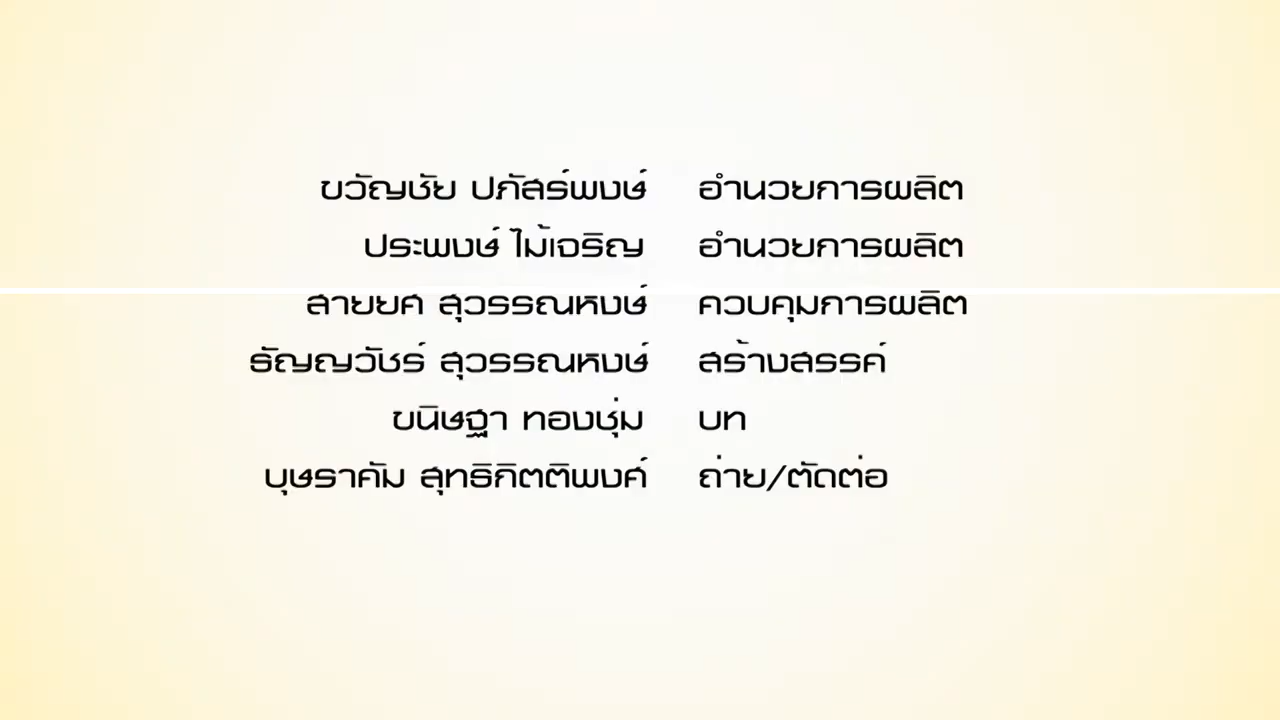 ขวัญชัย ปภัสร์พงษ์ อำนวยการผลิต
ประพงษ์ ไม้เจริญ อำนวยการผลิต
สายยศ สุวรรณหงษ์ ควบคุมการผลิต
ธัญญวัชร์ สุวรรณหงษ์ สร้างสรรค์
ขนิษฐา ทองชุ่ม บท
บุษราคัม สุทธิกิตติพงศ์ ถ่าย/ตัดต่อ